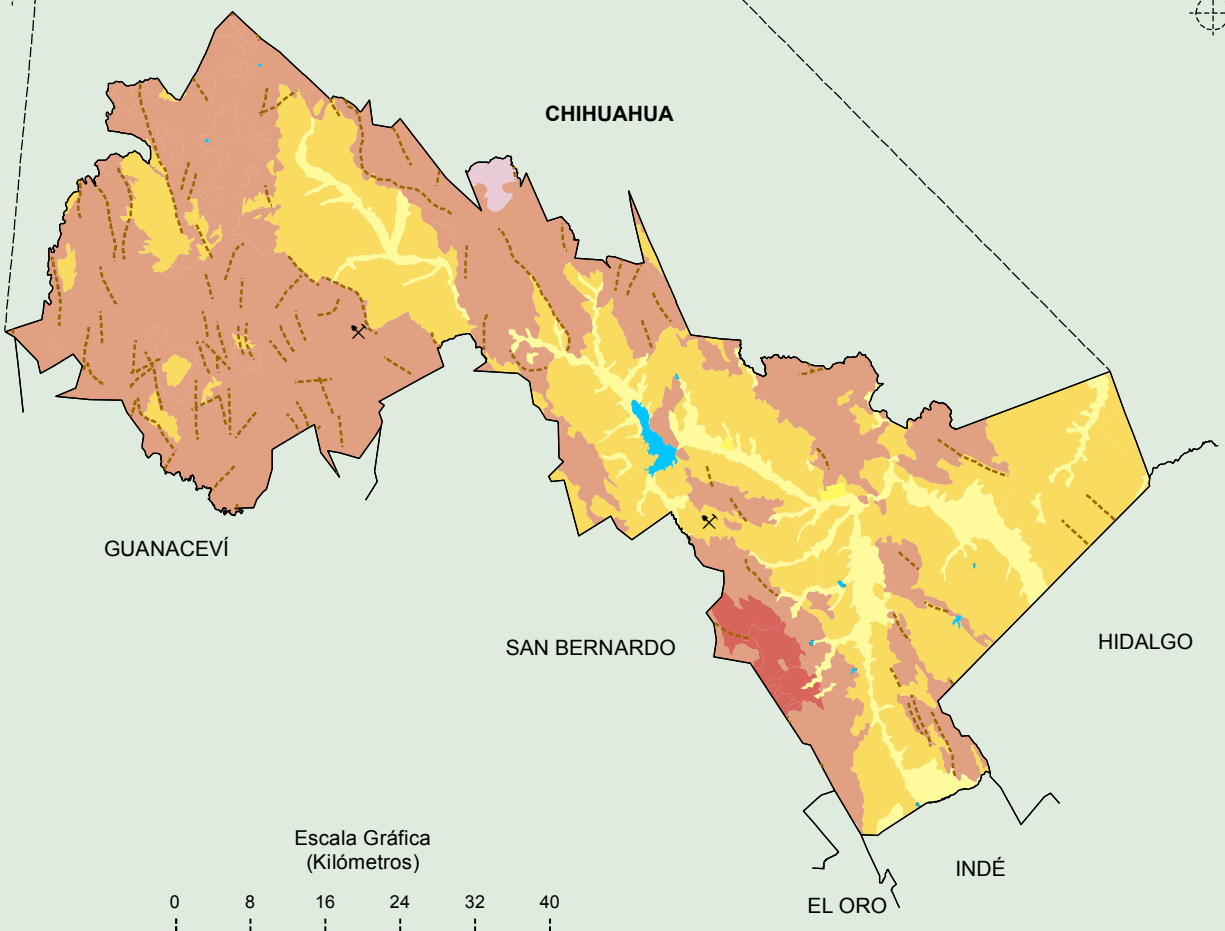 CHIHUAHUA
GUANACEVÍ
SAN BERNARDO
HIDALGO
Escala Gráfica
(Kilómetros)
INDÉ
EL ORO
0 8 16 24 32 40